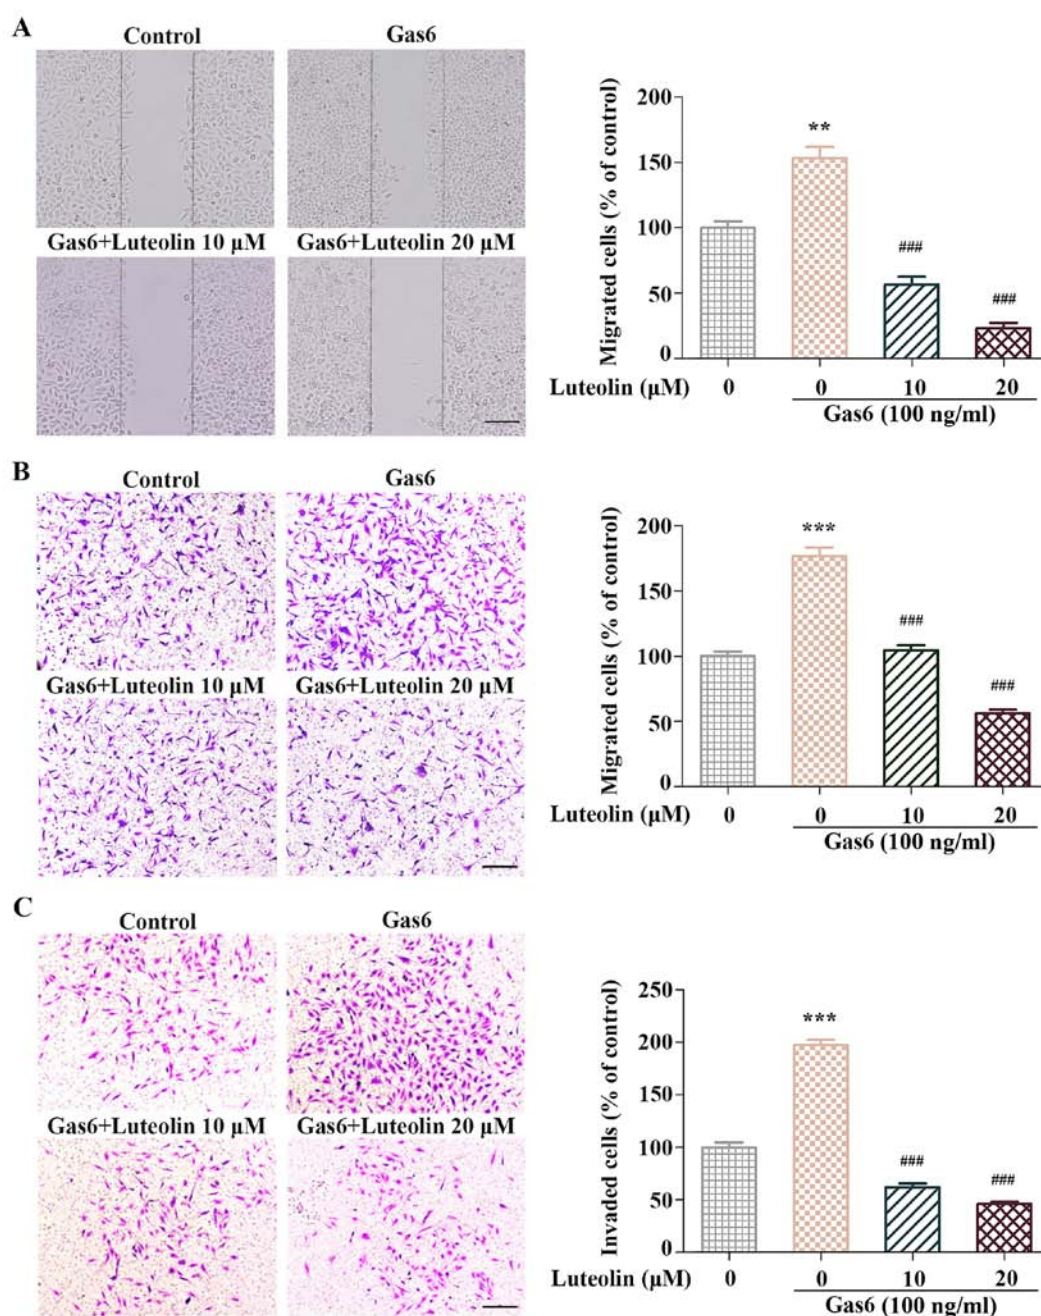 A
Control
Gas6
Gas6+Luteolin 10 μM
Gas6+Luteolin 20 μM
Migrated cells (% of control)
200
150
100
50
0
**
###
###
Luteolin (μM)
0
0
10
20
Gas6 (100 ng/ml)
B
Control
Gas6
Gas6+Luteolin 10 μM
Gas6+Luteolin 20 μM
Migrated cells (% of control)
200
150
100
50
0
***
###
###
Luteolin (μM)
0
0
10
20
Gas6 (100 ng/ml)
C
Control
Gas6
Gas6+Luteolin 10 μM
Gas6+Luteolin 20 μM
Invaded cells (% of control)
250
200
150
100
50
0
***
###
###
Luteolin (μM)
0
0
10
20
Gas6 (100 ng/ml)